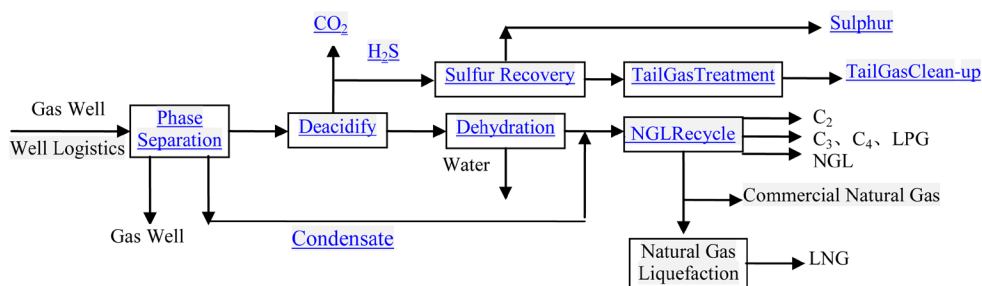 CO₂
Sulphur
H₂S
Sulfur Recovery
TailGasTreatment
TailGasClean-up
Gas Well
Well Logistics
Phase
Separation
Deacidify
Dehydration
NGLRecycle
C₂
C₃、C₄、LPG
NGL
Water
Commercial Natural Gas
Gas Well
Condensate
Natural Gas
Liquefaction
LNG